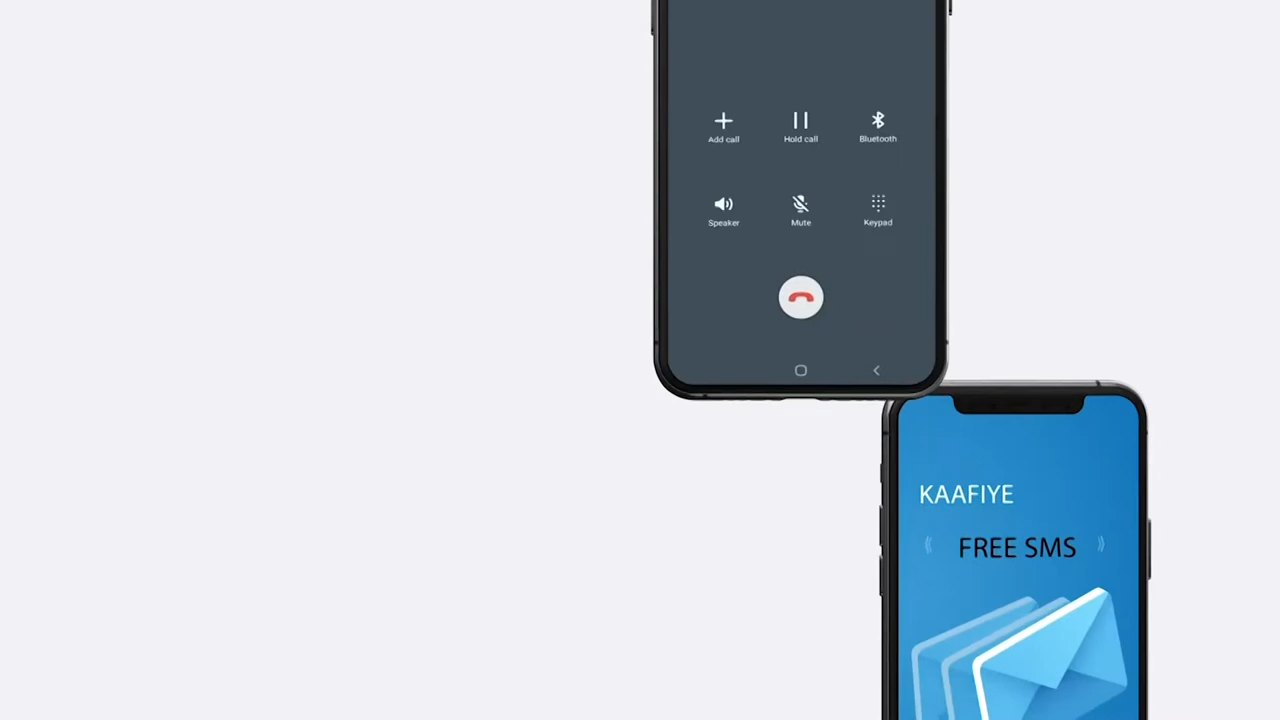 Add call
Hold call
Bluetooth
Speaker
Mute
Keypad
KAAFIYE
FREE SMS